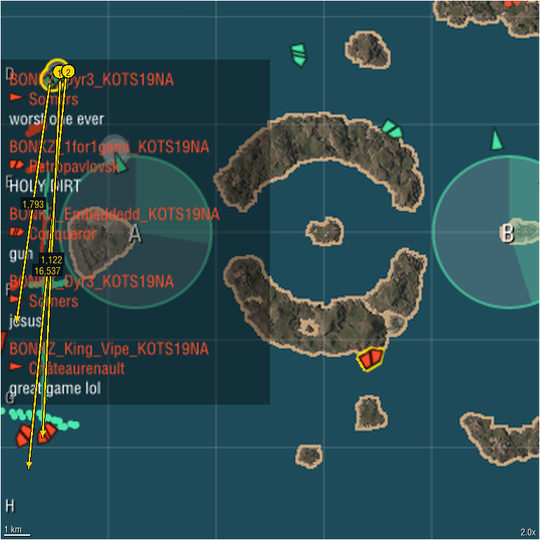 D
BONKZ_Dyr3_KOTS19NA
Somers
worst one ever
BONKZ_1for1gami_KOTS19NA
Petropavlovsk
E
HOLY DIRT
1,793
BONKZ_Embeddedd_KOTS19NA
Conqueror
A
B
gun
1,122
16,537
BONKZ_Dyr3_KOTS19NA
F
Somers
jesus
BONKZ_King_Vipe_KOTS19NA
Châteaurenault
great game lol
G
H
1 km
2.0x